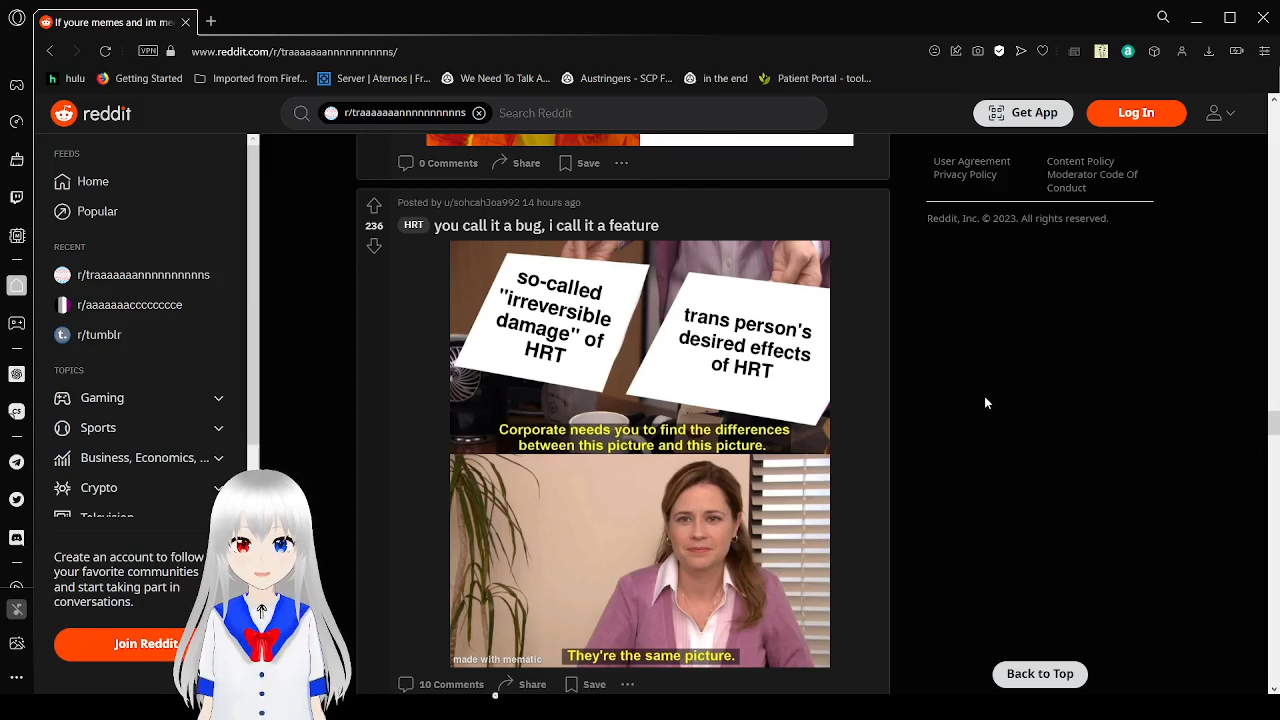 If youre memes and im me
VPN
www.reddit.com/r/traaaaaaannnnnnnnnns/
h hulu
Getting Started
Imported from Firef...
Server | Aternos | Fr...
We Need To Talk A...
Austringers - SCP F...
in the end
Patient Portal - tool...
reddit
r/traaaaaaannnnnnnnnns
Search Reddit
Get App
Log In
FEEDS
Home
Popular
RECENT
r/traaaaaaannnnnnnnnns
r/aaaaaaacccccccce
t. r/tumblr
TOPICS
Gaming
Sports
Business, Economics, ...
Crypto
Television
Create an account to follow
your favorite communities
and start taking part in
conversations.
Join Reddit
0 Comments Share Save
Posted by u/sohcahJoa992 14 hours ago
236
HRT you call it a bug, i call it a feature
so-called
"irreversible
damage" of
HRT
trans person's
desired effects
of HRT
Corporate needs you to find the differences
between this picture and this picture.
They're the same picture.
made with mematic
10 Comments Share Save
User Agreement
Privacy Policy
Content Policy
Moderator Code Of
Conduct
Reddit, Inc. © 2023. All rights reserved.
Back to Top